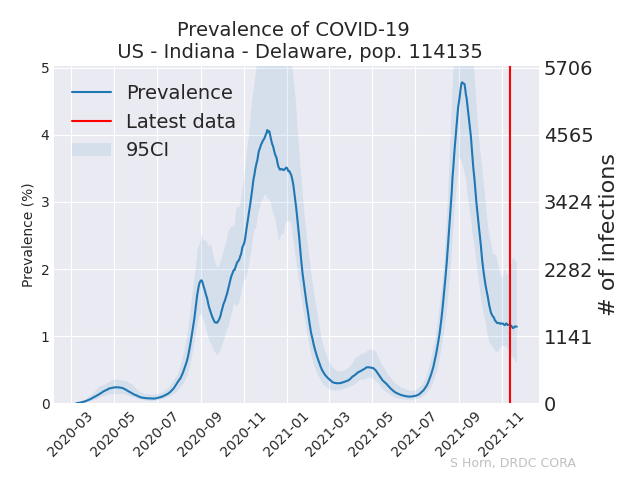 Prevalence of COVID-19
US - Indiana - Delaware, pop. 114135
Prevalence
Latest data
95CI
Prevalence (%)
5
4
3
2
1
0
5706
4565
3424
2282
1141
0
# of infections
2020-03
2020-05
2020-07
2020-09
2020-11
2021-01
2021-03
2021-05
2021-07
2021-09
2021-11
S Horn, DRDC CORA